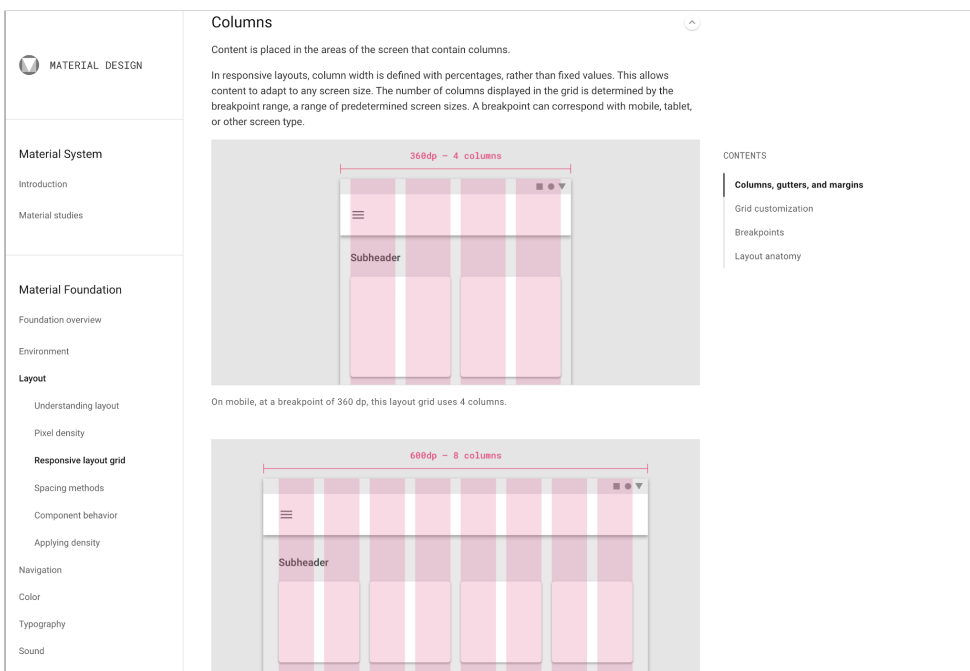 MATERIAL DESIGN
Material System
Introduction
Material studies
Material Foundation
Foundation overview
Environment
Layout
Understanding layout
Pixel density
Responsive layout grid
Spacing methods
Component behavior
Applying density
Navigation
Color
Typography
Sound
Columns
Content is placed in the areas of the screen that contain columns.
In responsive layouts, column width is defined with percentages, rather than fixed values. This allows
content to adapt to any screen size. The number of columns displayed in the grid is determined by the
breakpoint range, a range of predetermined screen sizes. A breakpoint can correspond with mobile, tablet,
or other screen type.
360dp – 4 columns
Subheader
On mobile, at a breakpoint of 360 dp, this layout grid uses 4 columns.
600dp – 8 columns
Subheader
CONTENTS
Columns, gutters, and margins
Grid customization
Breakpoints
Layout anatomy